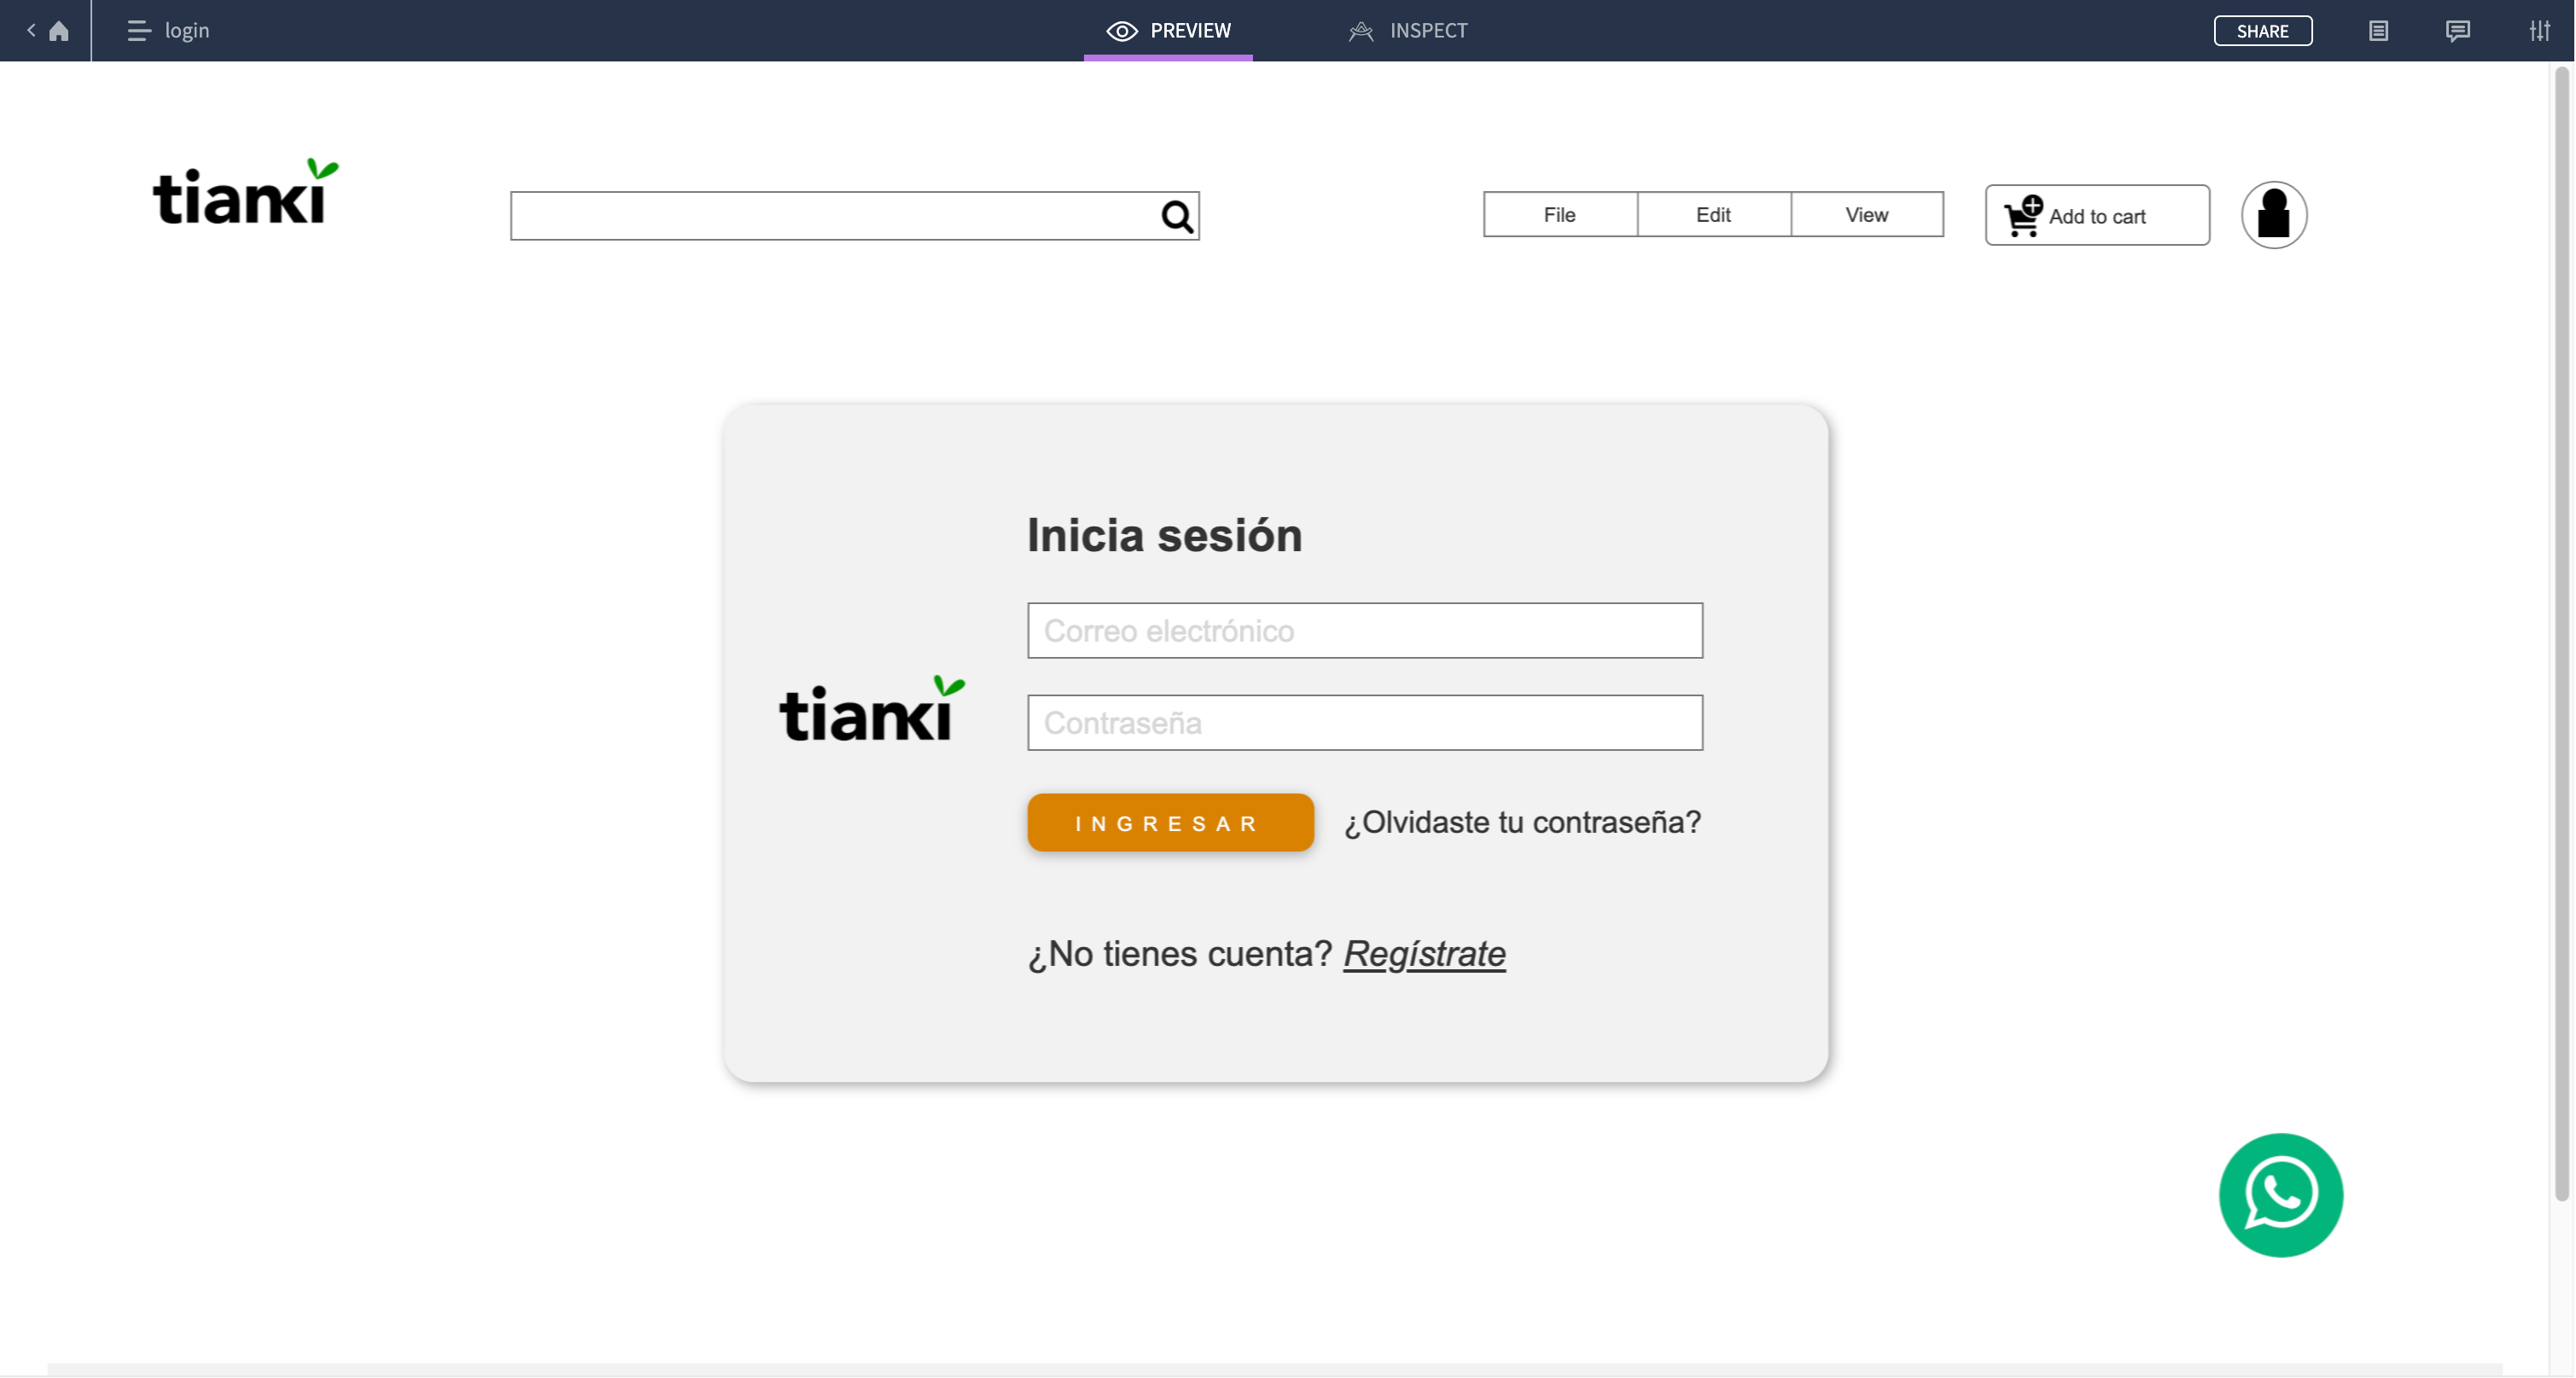 login
PREVIEW
INSPECT
SHARE
tianki
File
Edit
View
Add to cart
Inicia sesión
Correo electrónico
tianki
Contraseña
INGRESAR
¿Olvidaste tu contraseña?
¿No tienes cuenta? Regístrate